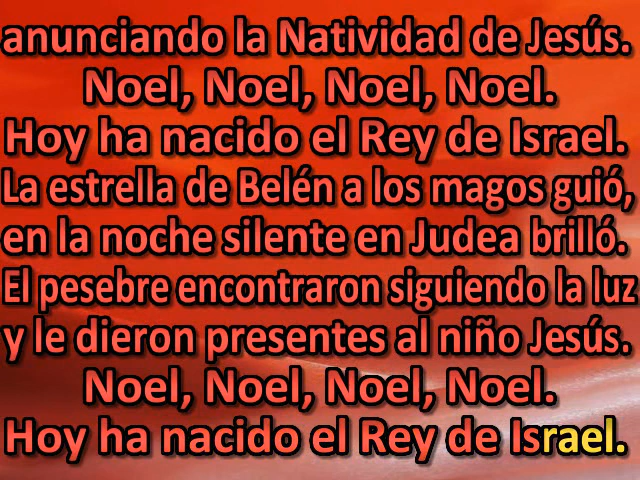 anunciando la Natividad de Jesús.
Noel, Noel, Noel, Noel.
Hoy ha nacido el Rey de Israel.
La estrella de Belén a los magos guió,
en la noche silente en Judea brilló.
El pesebre encontraron siguiendo la luz
y le dieron presentes al niño Jesús.
Noel, Noel, Noel, Noel.
Hoy ha nacido el Rey de Israel.